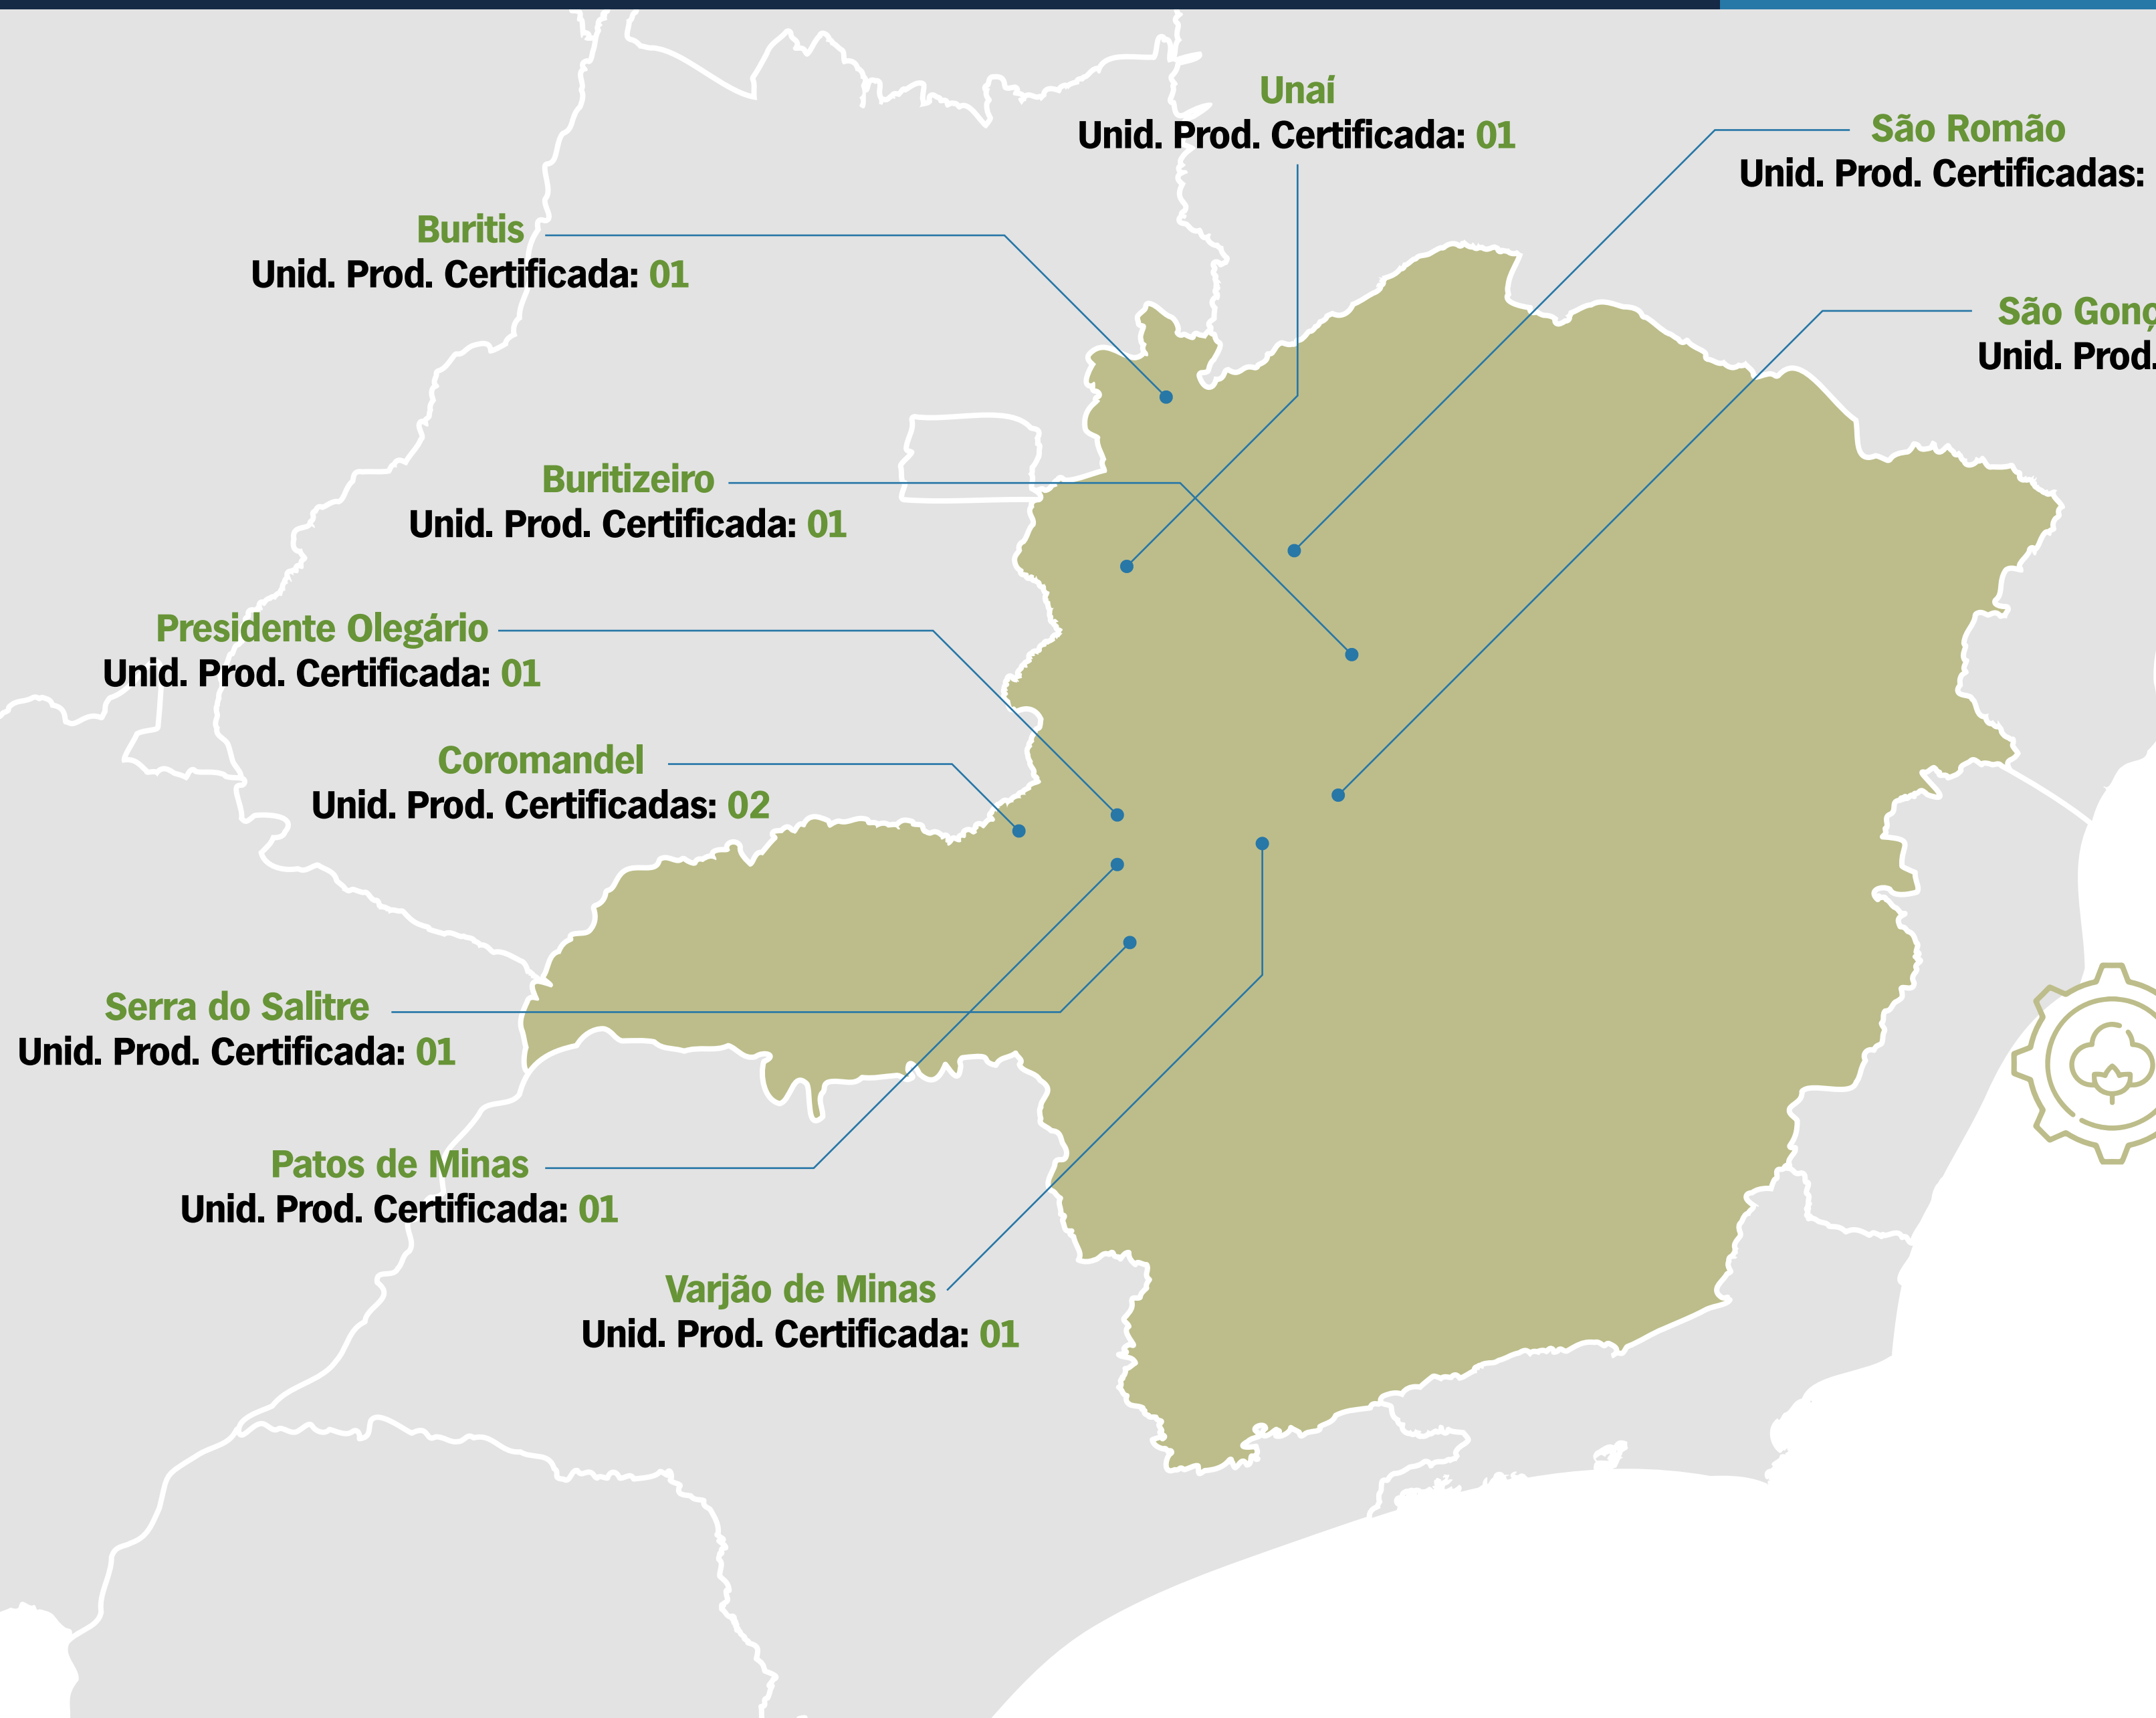 Unaí
Unid. Prod. Certificada: 01
São Romão
Unid. Prod. Certificadas:
Buritis
Unid. Prod. Certificada: 01
São
Unid. Prod.
Buritizeiro
Unid. Prod. Certificada: 01
Presidente Olegário
Unid. Prod. Certificada: 01
Coromandel
Unid. Prod. Certificadas: 02
Serra do Salitre
Unid. Prod. Certificada: 01
Patos de Minas
Unid. Prod. Certificada: 01
Varjão de Minas
Unid. Prod. Certificada: 01